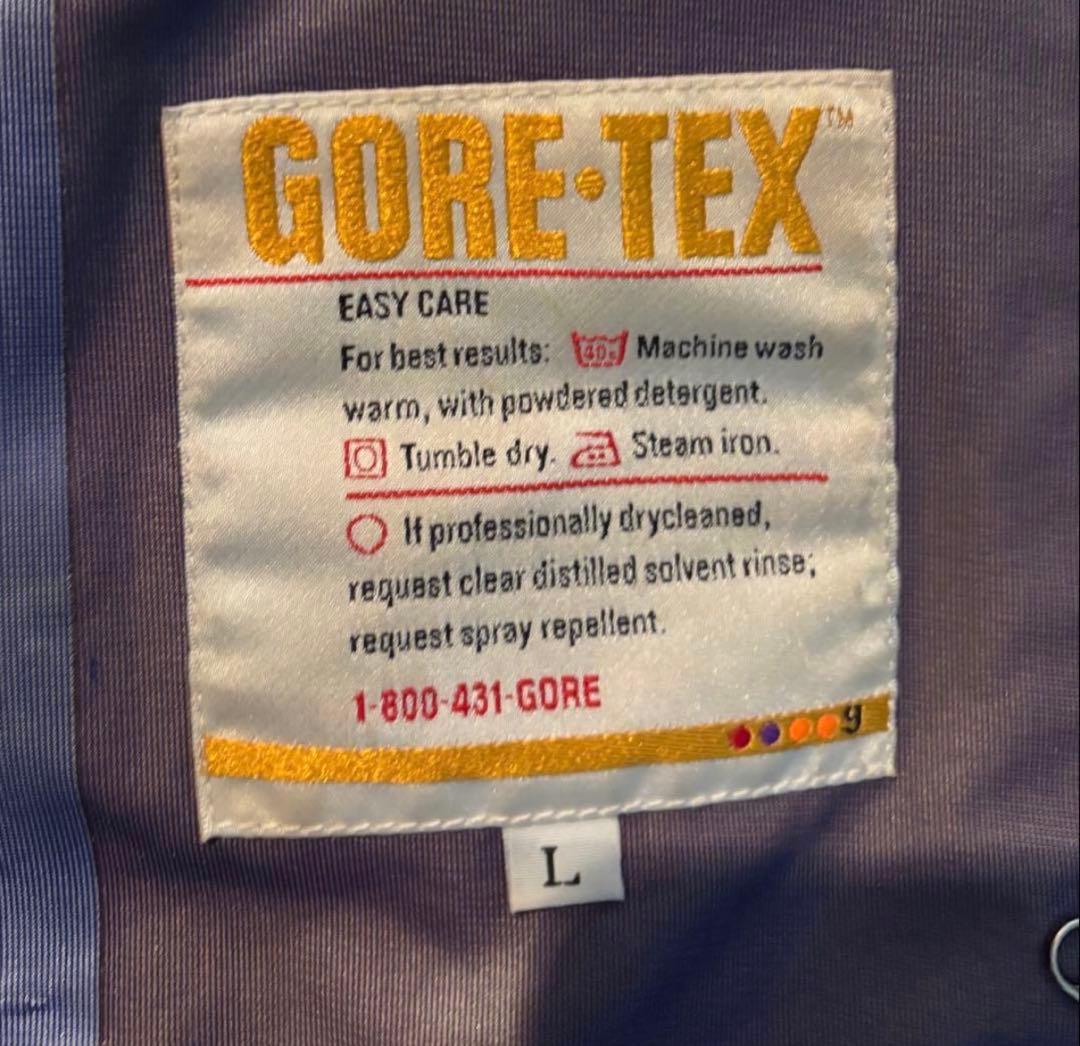 GORE·TEX™
EASY CARE
For best results: 40° Machine wash
warm, with powdered detergent.
Tumble dry. Steam iron.
If professionally drycleaned,
request clear distilled solvent rinse;
request spray repellent.
1-800-431-GORE
g
L